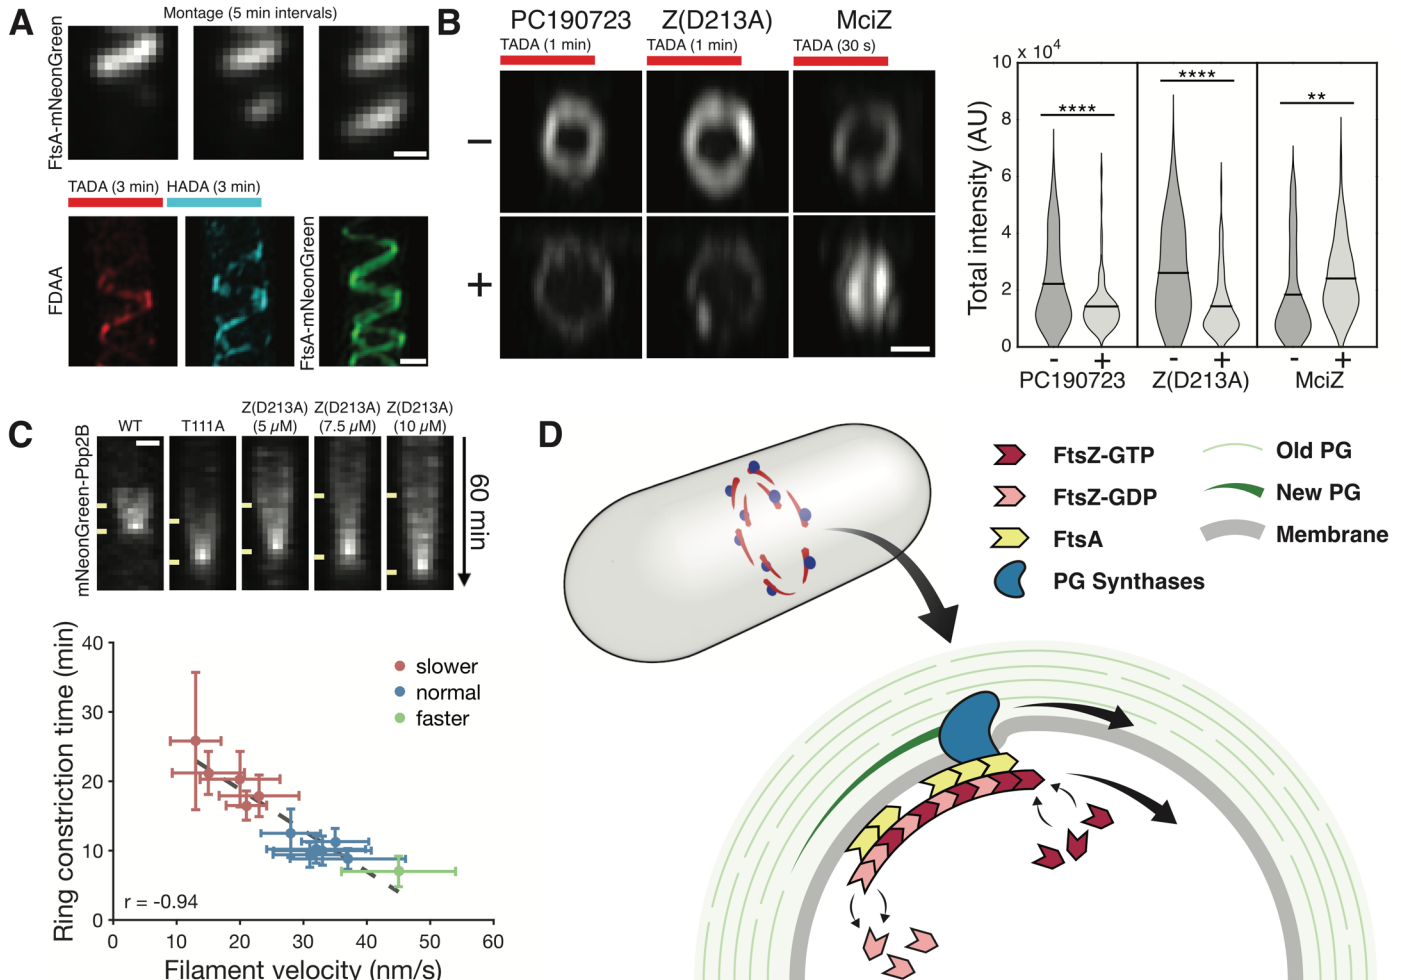 A
Montage (5 min intervals)
FtsA-mNeonGreen
TADA (3 min) HADA (3 min)
FDAA
FtsA-mNeonGreen
B
PC190723 Z(D213A) MciZ
TADA (1 min) TADA (1 min) TADA (30 s)
−
+
x 10⁴
Total intensity (AU)
10
8
6
4
2
0
**** **** **
- + - + - +
PC190723 Z(D213A) MciZ
C
mNeonGreen-Pbp2B
WT T111A Z(D213A) Z(D213A) Z(D213A)
(5 µM) (7.5 µM) (10 µM)
60 min
Ring constriction time (min)
40
30
20
10
0
slower
normal
faster
r = -0.94
0 10 20 30 40 50 60
Filament velocity (nm/s)
D
FtsZ-GTP
FtsZ-GDP
FtsA
PG Synthases
Old PG
New PG
Membrane